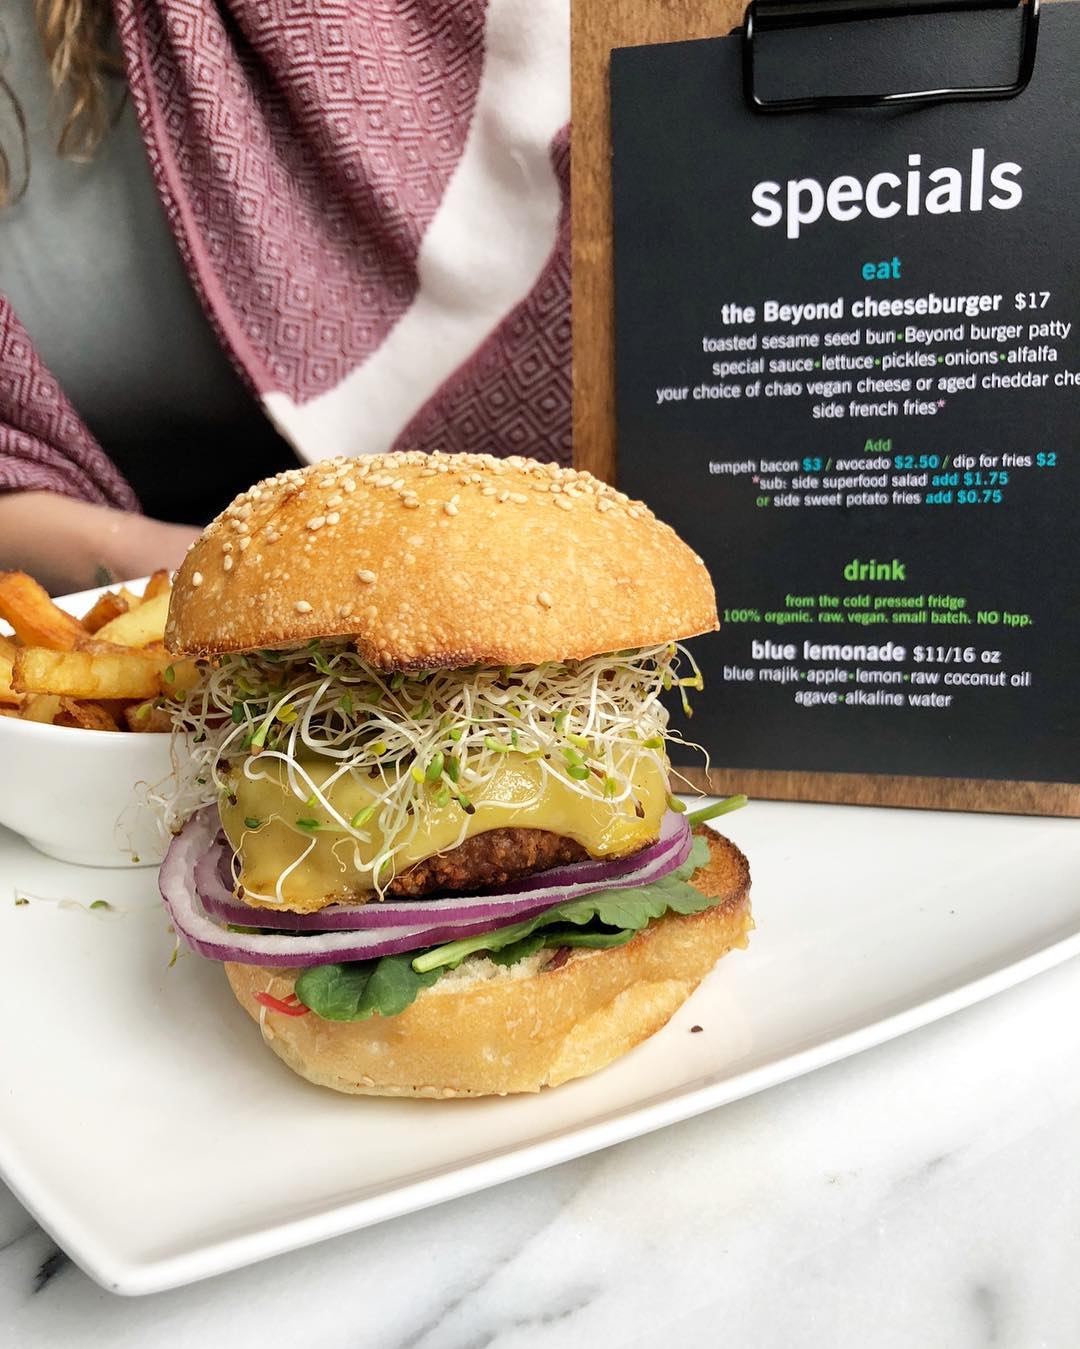 specials
eat
the Beyond cheeseburger $17
toasted sesame seed bun•Beyond burger patty
special sauce•lettuce•pickles•onions•alfalfa
your choice of chao vegan cheese or aged cheddar che
side french fries*
Add
tempeh bacon $3 / avocado $2.50 / dip for fries $2
*sub: side superfood salad add $1.75
or side sweet potato fries add $0.75
drink
from the cold pressed fridge
100% organic. raw. vegan. small batch. NO hpp.
blue lemonade $11/16 oz
blue majik•apple•lemon•raw coconut oil
agave•alkaline water